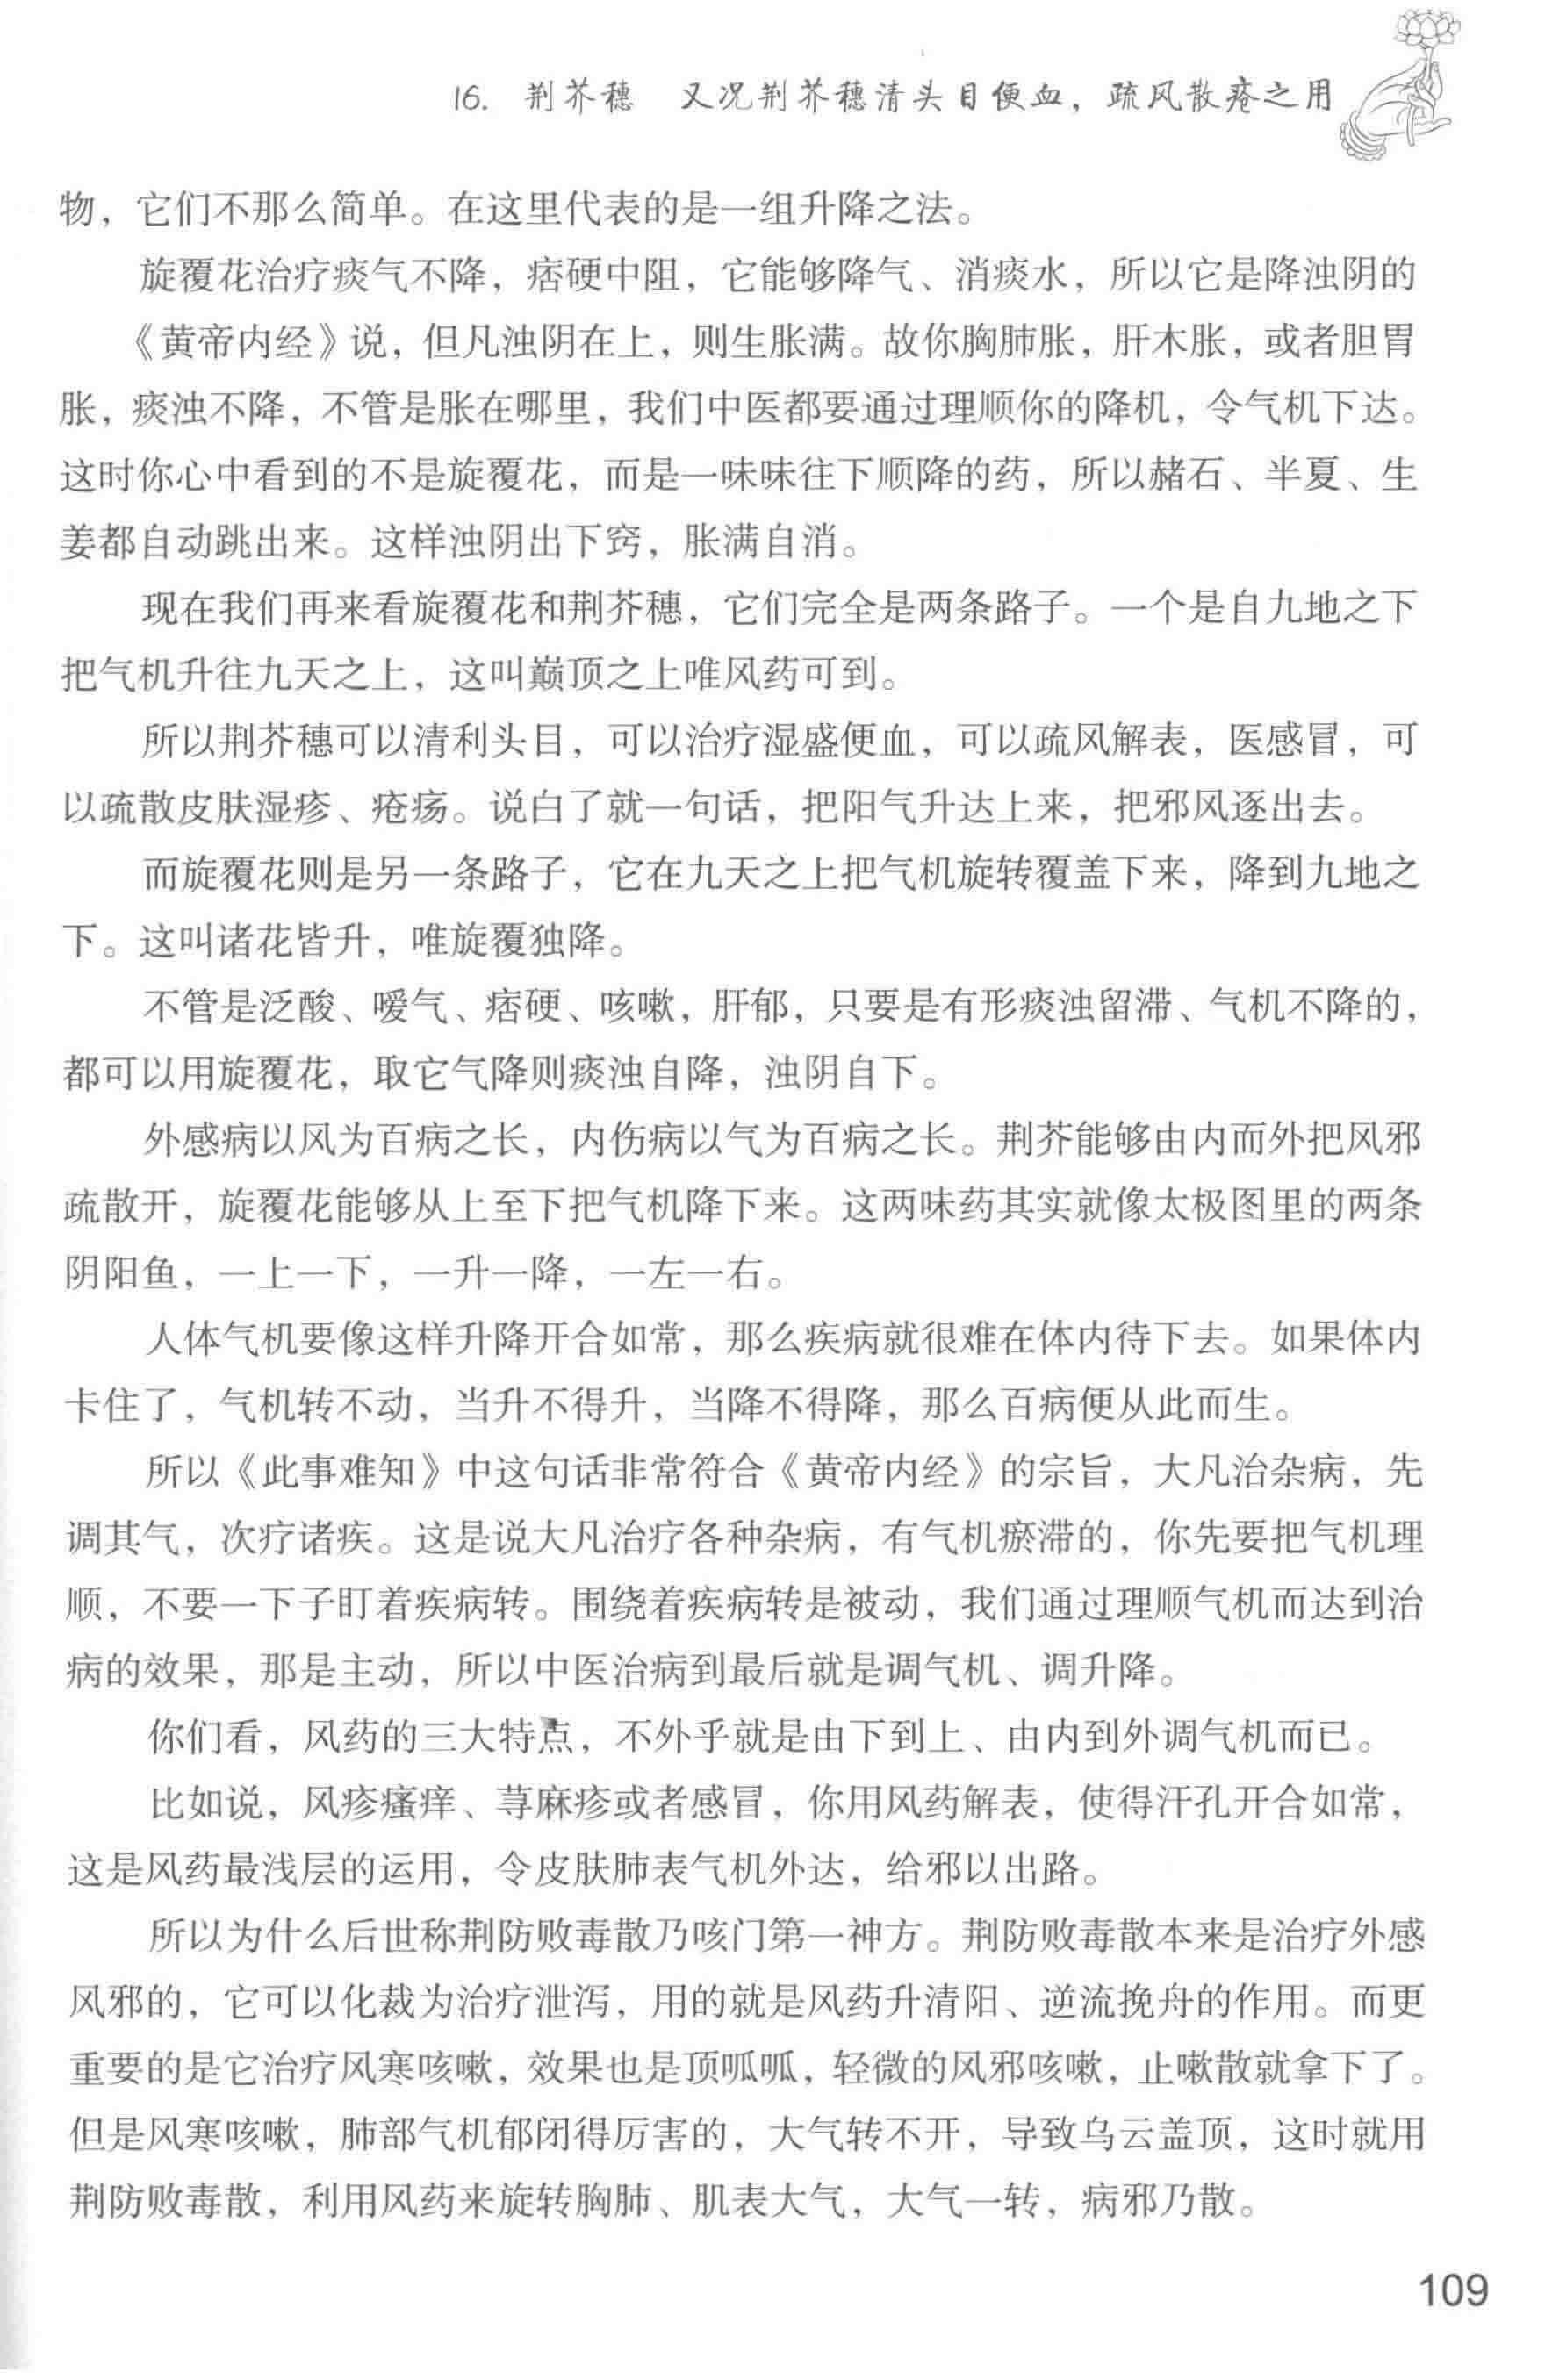 16. 荆芥穗 又况荆芥穗清头目便血，疏风散疮之用
物，它们不那么简单。在这里代表的是一组升降之法。
旋覆花治疗痰气不降，痞硬中阻，它能够降气、消痰水，所以它是降浊阴的
《黄帝内经》说，但凡浊阴在上，则生胀满。故你胸肺胀，肝木胀，或者胆胃
胀，痰浊不降，不管是胀在哪里，我们中医都要通过理顺你的降机，令气机下达。
这时你心中看到的不是旋覆花，而是一味味往下顺降的药，所以赭石、半夏、生
姜都自动跳出来。这样浊阴出下窍，胀满自消。
现在我们再来看旋覆花和荆芥穗，它们完全是两条路子。一个是自九地之下
把气机升往九天之上，这叫巅顶之上唯风药可到。
所以荆芥穗可以清利头目，可以治疗湿盛便血，可以疏风解表，医感冒，可
以疏散皮肤湿疹、疮疡。说白了就一句话，把阳气升达上来，把邪风逐出去。
而旋覆花则是另一条路子，它在九天之上把气机旋转覆盖下来，降到九地之
下。这叫诸花皆升，唯旋覆独降。
不管是泛酸、嗳气、痞硬、咳嗽，肝郁，只要是有形痰浊留滞、气机不降的，
都可以用旋覆花，取它气降则痰浊自降，浊阴自下。
外感病以风为百病之长，内伤病以气为百病之长。荆芥能够由内而外把风邪
疏散开，旋覆花能够从上至下把气机降下来。这两味药其实就像太极图里的两条
阴阳鱼，一上一下，一升一降，一左一右。
人体气机要像这样升降开合如常，那么疾病就很难在体内待下去。如果体内
卡住了，气机转不动，当升不得升，当降不得降，那么百病便从此而生。
所以《此事难知》中这句话非常符合《黄帝内经》的宗旨，大凡治杂病，先
调其气，次疗诸疾。这是说大凡治疗各种杂病，有气机瘀滞的，你先要把气机理
顺，不要一下子盯着疾病转。围绕着疾病转是被动，我们通过理顺气机而达到治
病的效果，那是主动，所以中医治病到最后就是调气机、调升降。
你们看，风药的三大特点，不外乎就是由下到上、由内到外调气机而已。
比如说，风疹瘙痒、荨麻疹或者感冒，你用风药解表，使得汗孔开合如常，
这是风药最浅层的运用，令皮肤肺表气机外达，给邪以出路。
所以为什么后世称荆防败毒散乃咳门第一神方。荆防败毒散本来是治疗外感
风邪的，它可以化裁为治疗泄泻，用的就是风药升清阳、逆流挽舟的作用。而更
重要的是它治疗风寒咳嗽，效果也是顶呱呱，轻微的风邪咳嗽，止嗽散就拿下了。
但是风寒咳嗽，肺部气机郁闭得厉害的，大气转不开，导致乌云盖顶，这时就用
荆防败毒散，利用风药来旋转胸肺、肌表大气，大气一转，病邪乃散。
109